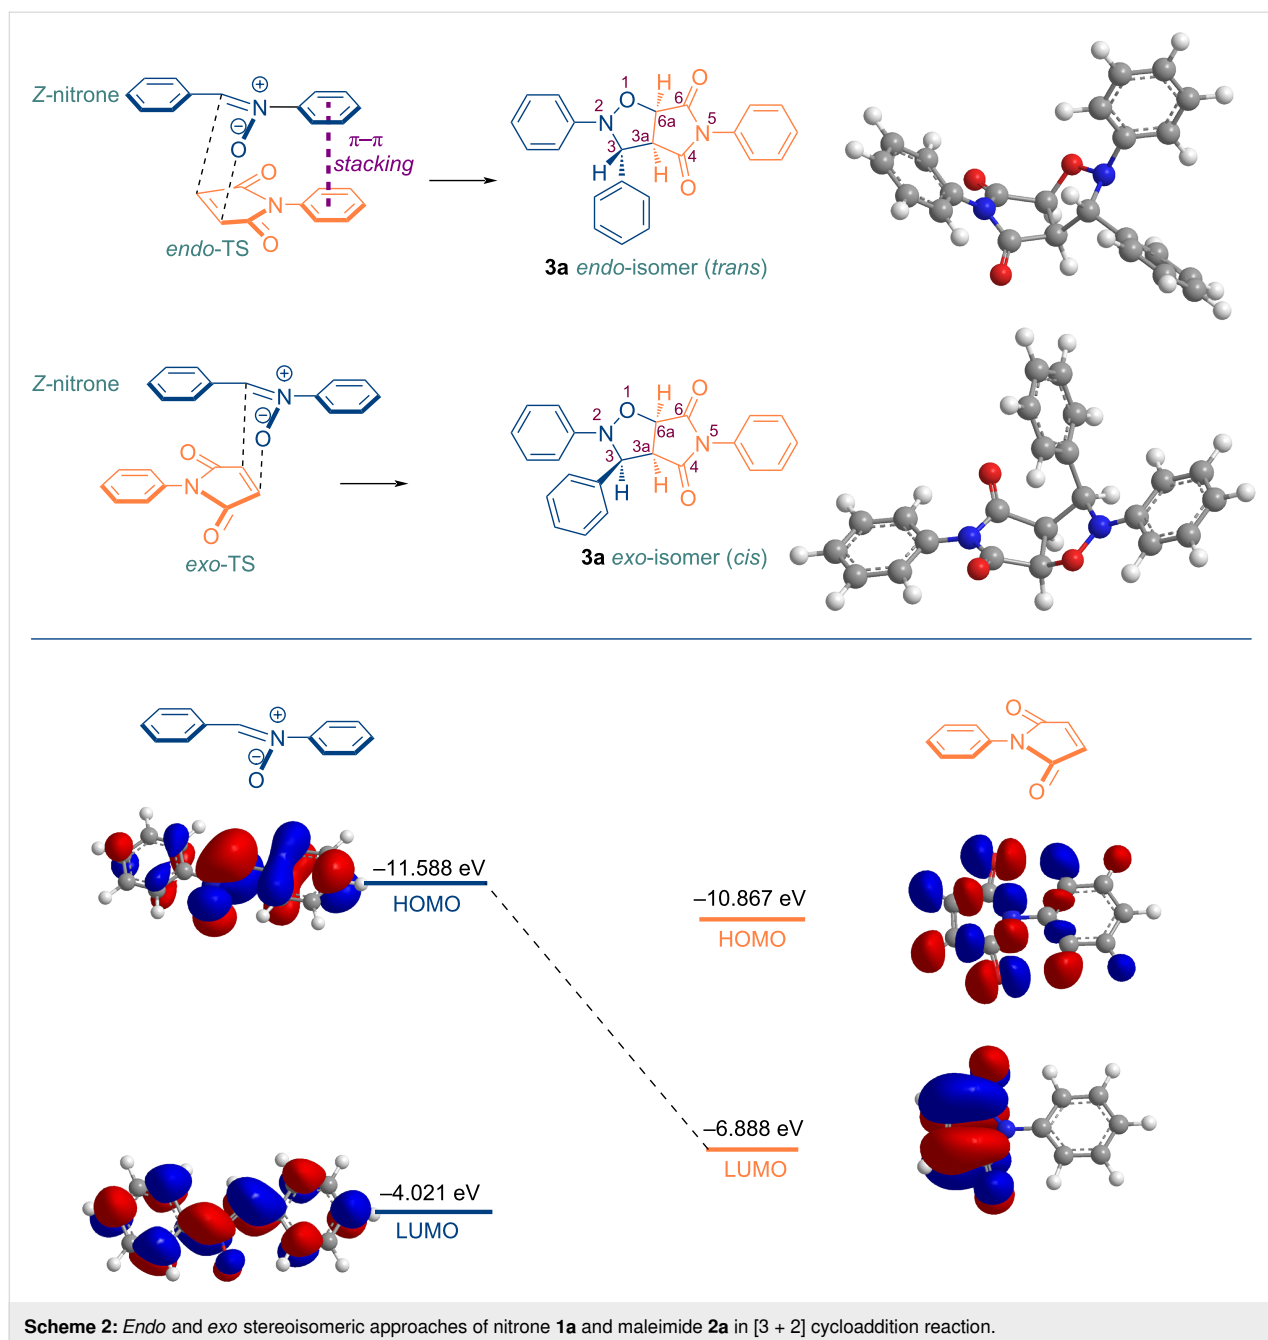 Z-nitrone
⊕
N
⊖
O
π–π
stacking
O
N
O
endo-TS
1
O
H
O
2
N
6
6a
5
N
3a
3
4
H
H
O
3a endo-isomer (trans)
Z-nitrone
⊕
N
⊖
O
O
N
O
exo-TS
1
O
H
O
2
N
6
6a
5
N
3a
3
4
H
H
O
3a exo-isomer (cis)
⊕
N
⊖
O
O
N
O
–11.588 eV
HOMO
–10.867 eV
HOMO
–6.888 eV
LUMO
–4.021 eV
LUMO
Scheme 2: Endo and exo stereoisomeric approaches of nitrone 1a and maleimide 2a in [3 + 2] cycloaddition reaction.